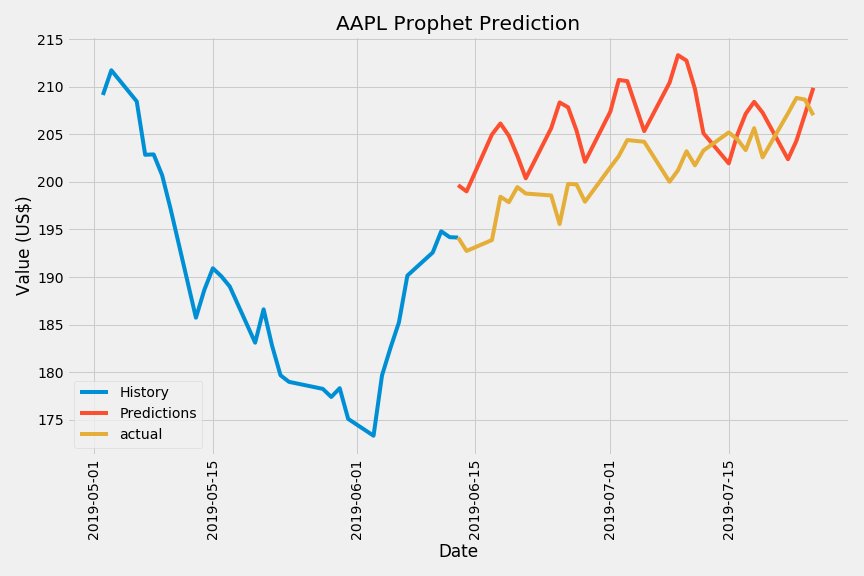 AAPL Prophet Prediction
Value (US$)
215
210
205
200
195
190
185
180
175
History
Predictions
actual
2019-05-01
2019-05-15
2019-06-01
2019-06-15
2019-07-01
2019-07-15
Date